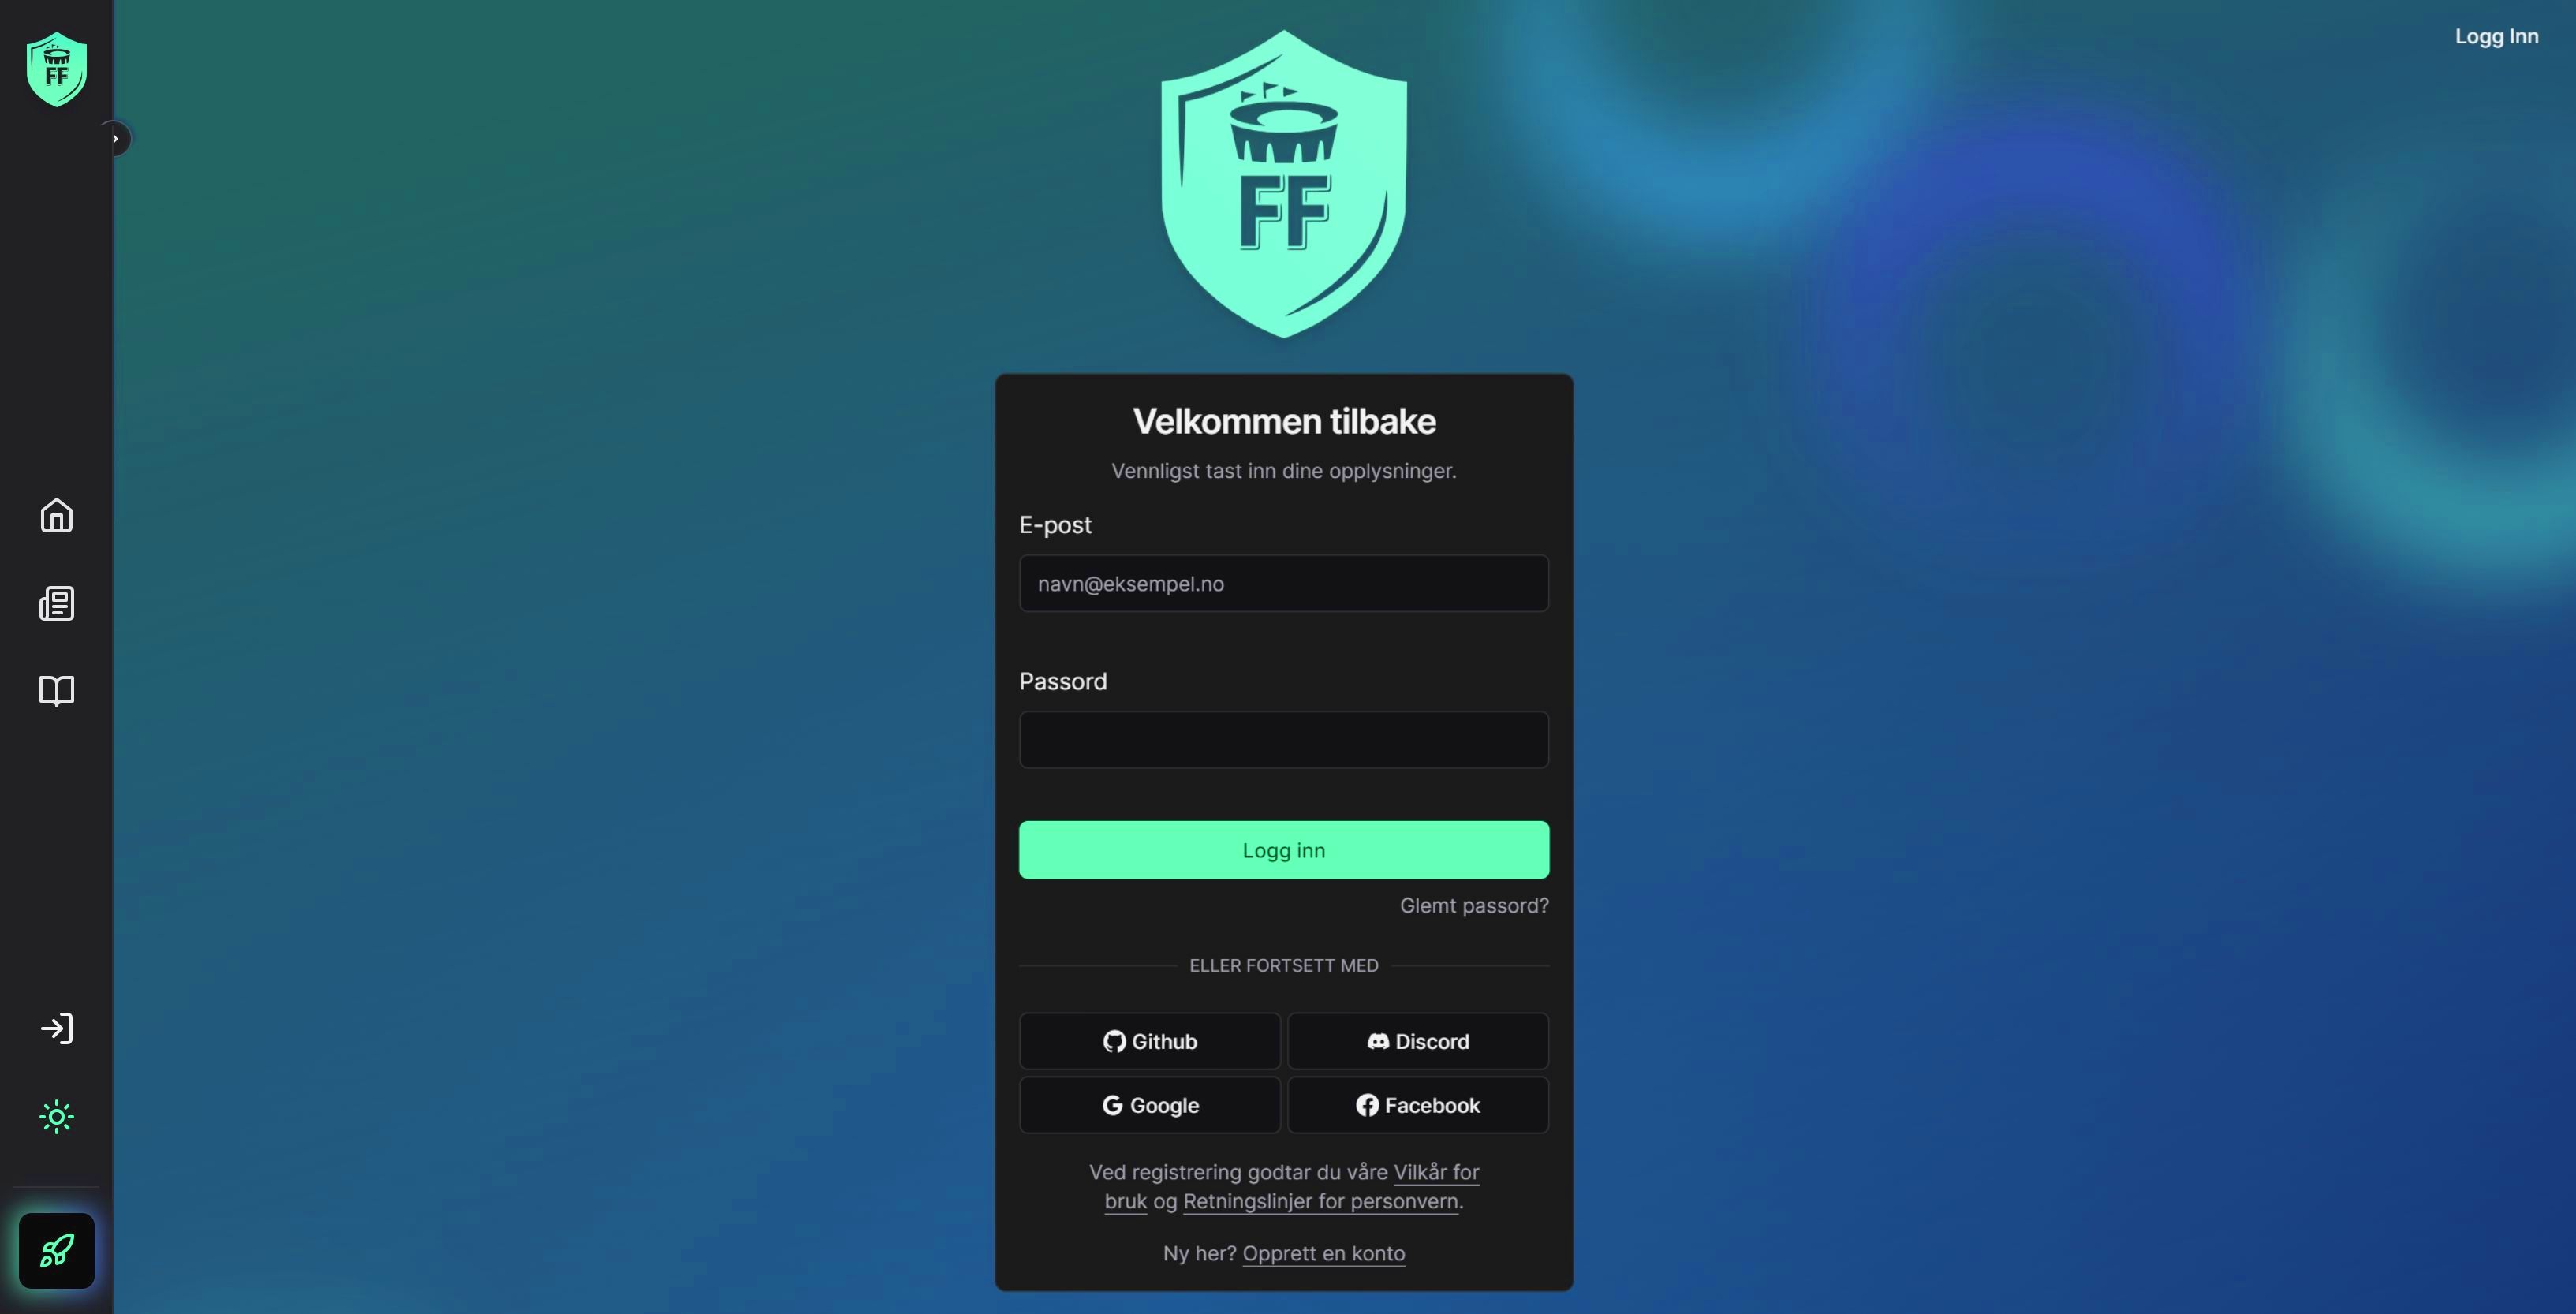 FF
Logg Inn
FF
Velkommen tilbake
Vennligst tast inn dine opplysninger.
E-post
navn@eksempel.no
Passord
Logg inn
Glemt passord?
ELLER FORTSETT MED
Github
Discord
Google
Facebook
Ved registrering godtar du våre Vilkår for
bruk og Retningslinjer for personvern.
Ny her? Opprett en konto